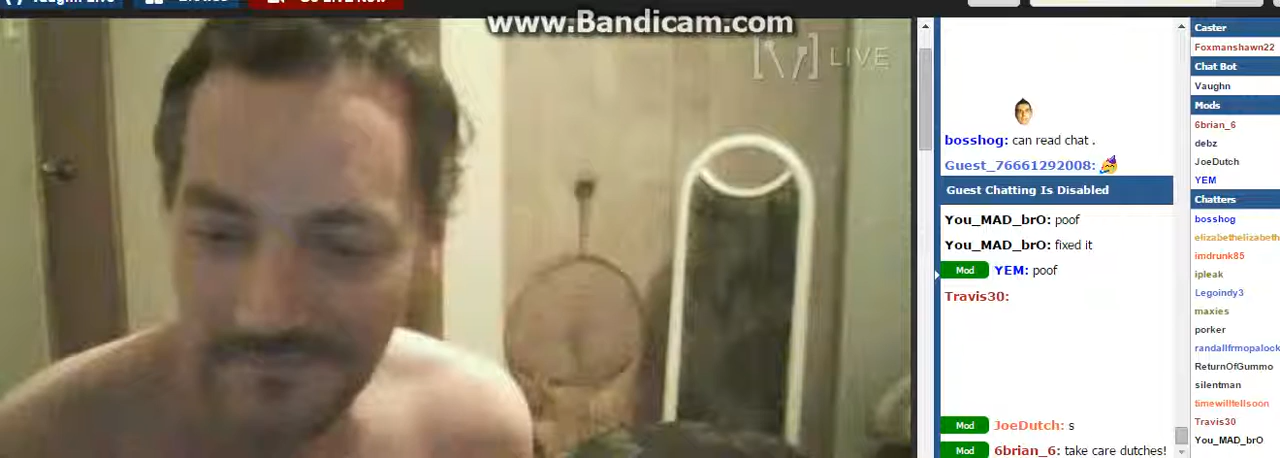 www.Bandicam.com
LIVE
Caster
Foxmanshawn22
Chat Bot
Vaughn
Mods
6brian_6
debz
JoeDutch
YEM
Chatters
bosshog
elizabethelizabeth
imdrunk85
ipleak
Legoindy3
maxies
porker
randallfrmopalock
ReturnOfGummo
silentman
timewilltellsoon
Travis30
You_MAD_brO
bosshog: can read chat .
Guest_76661292008:
Guest Chatting Is Disabled
You_MAD_brO: poof
You_MAD_brO: fixed it
Mod YEM: poof
Travis30:
Mod JoeDutch: s
Mod 6brian_6: take care dutches!